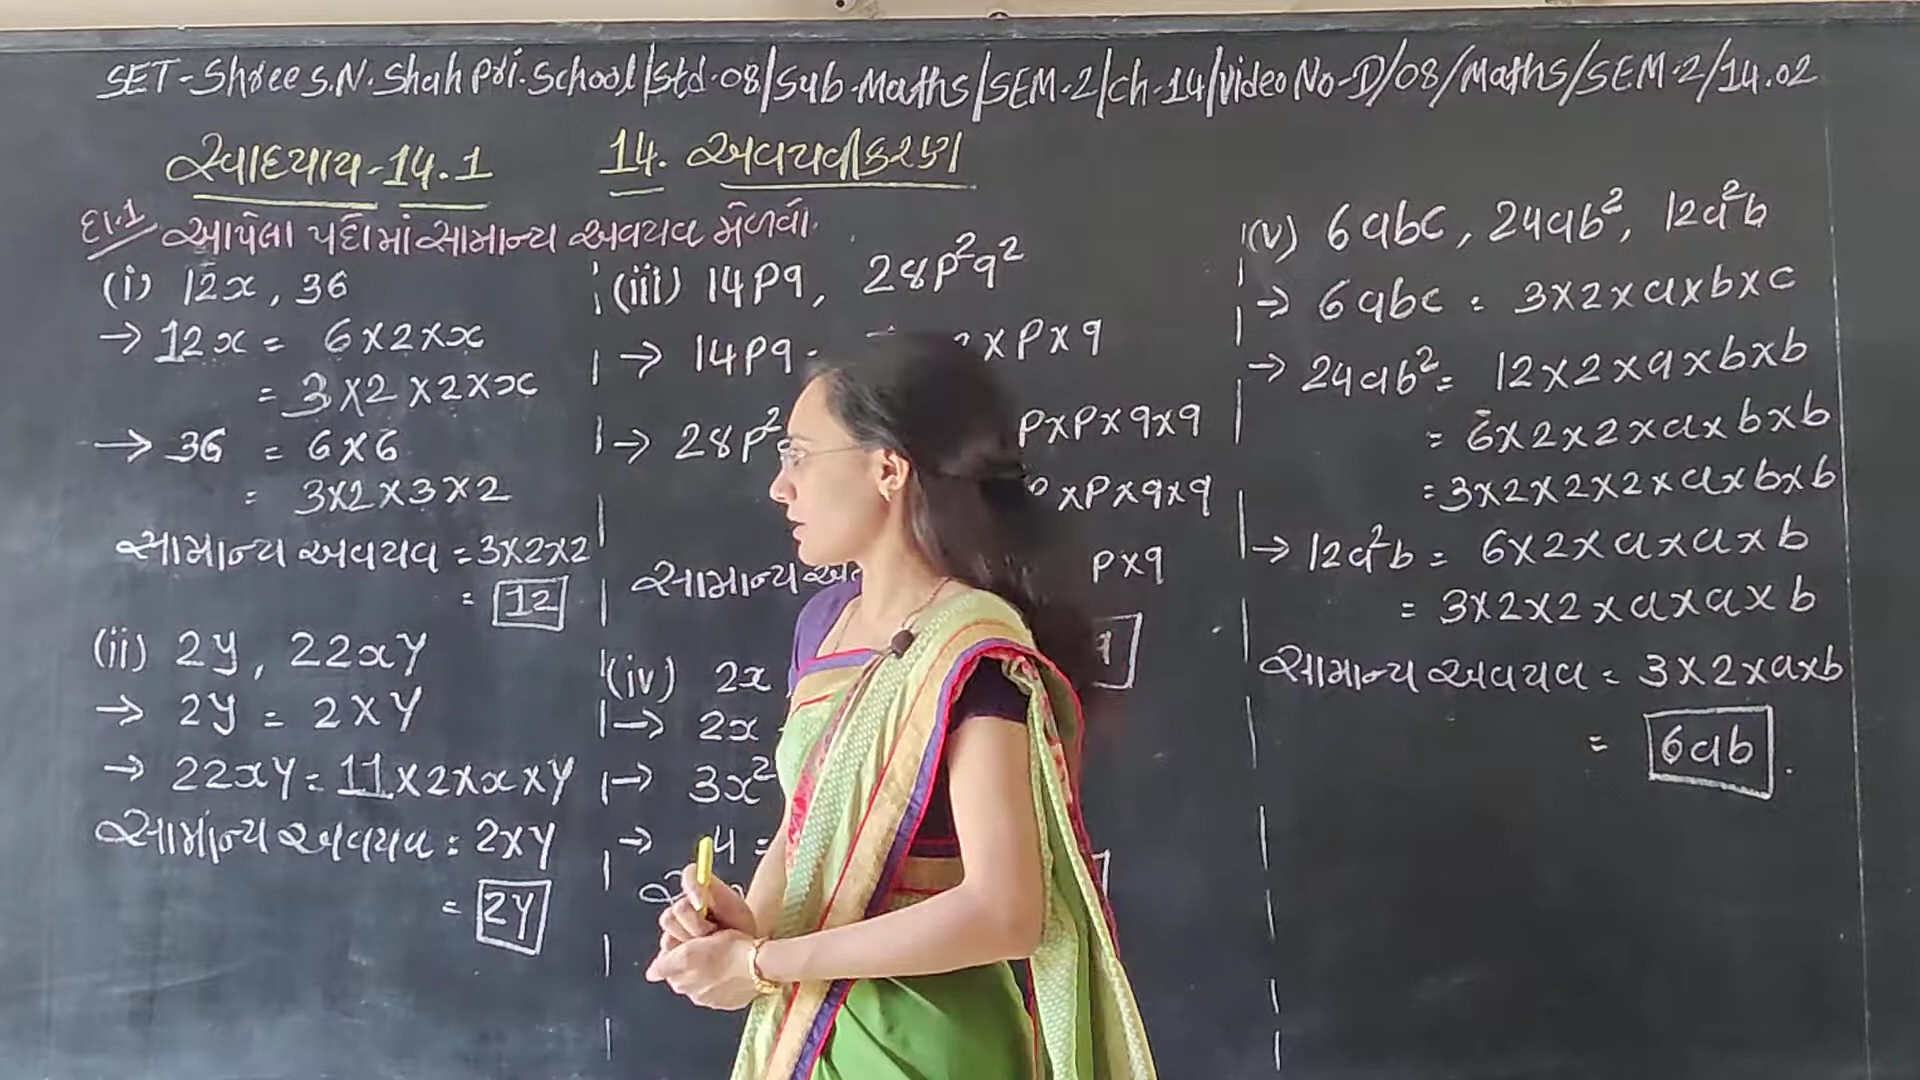 SET-Shree S.N.Shah Pri.School/Std-08/Sub-Maths/SEM-2/ch-14/Video No-D/08/Maths/SEM-2/14.02
સ્વાધ્યાય-14.1
14. અવયવીકરણ
દા.1 આપેલા પદોમાં સામાન્ય અવયવ મેળવો.
(i) 12x, 36
→ 12x = 6×2×x
= 3×2×2×x
→ 36 = 6×6
= 3×2×3×2
સામાન્ય અવયવ = 3×2×2
= 12
(ii) 2y, 22xy
→ 2y = 2×y
→ 22xy = 11×2×x×y
સામાન્ય અવયવ = 2×y
= 2y
(iii) 14pq, 28p²q²
→ 14pq = ×p×q
→ 28p² p×p×q×q
×p×q×q
સામાન્ય p×q
(iv) 2x
→ 2x
→ 3x²
→ 4 =
(v) 6abc, 24ab², 12a²b
→ 6abc = 3×2×a×b×c
→ 24ab² = 12×2×a×b×b
= 6×2×2×a×b×b
= 3×2×2×2×a×b×b
→ 12a²b = 6×2×a×a×b
= 3×2×2×a×a×b
સામાન્ય અવયવ = 3×2×a×b
= 6ab.